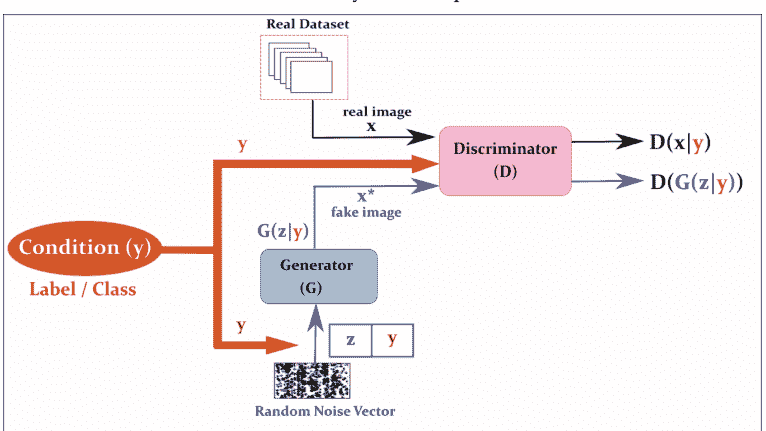 Real Dataset
real image
x
y
Discriminator
(D)
D(x|y)
D(G(z|y))
x*
fake image
G(z|y)
Condition (y)
Label / Class
Generator
(G)
y
z y
Random Noise Vector